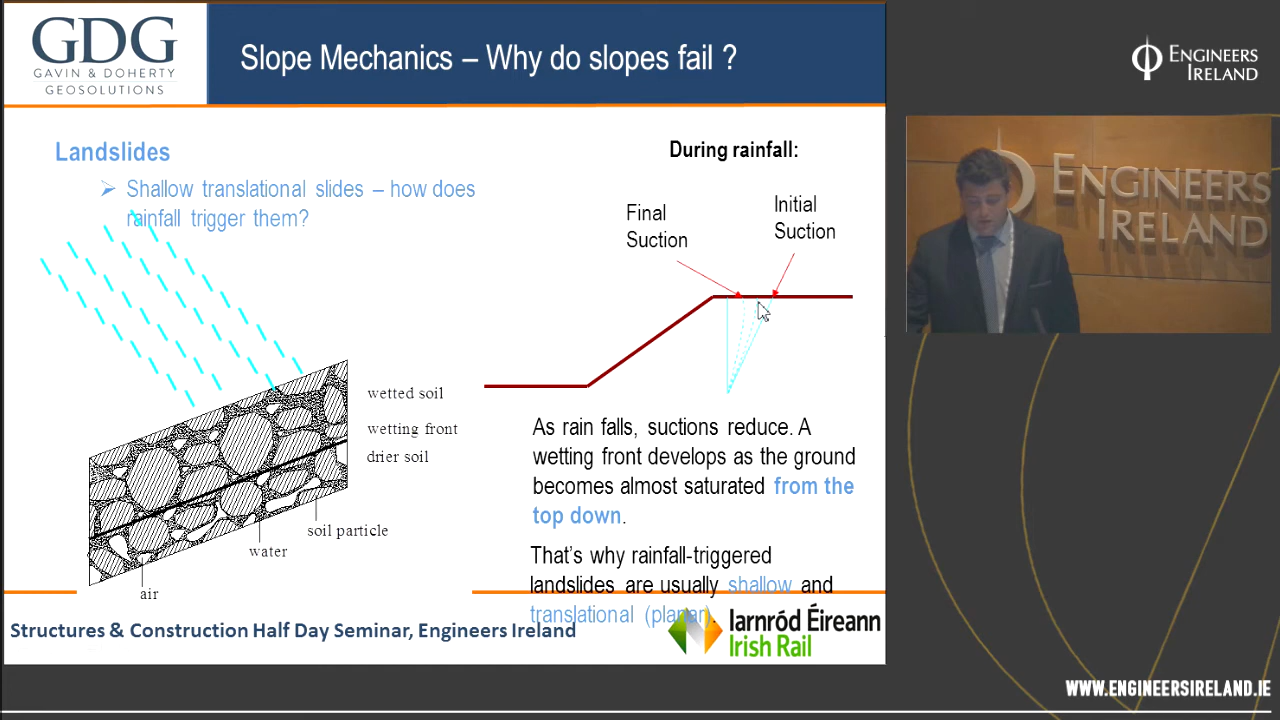 GDG
GAVIN & DOHERTY
GEOSOLUTIONS
Slope Mechanics – Why do slopes fail ?
ENGINEERS
IRELAND
Landslides
Shallow translational slides – how does
rainfall trigger them?
During rainfall:
Final
Suction
Initial
Suction
wetted soil
wetting front
drier soil
soil particle
water
air
As rain falls, suctions reduce. A
wetting front develops as the ground
becomes almost saturated from the
top down.
That's why rainfall-triggered
landslides are usually shallow and
translational (planar).
Structures & Construction Half Day Seminar, Engineers Ireland
Iarnród Éireann
Irish Rail
ENGINEERS
IRELAND
WWW.ENGINEERSIRELAND.IE